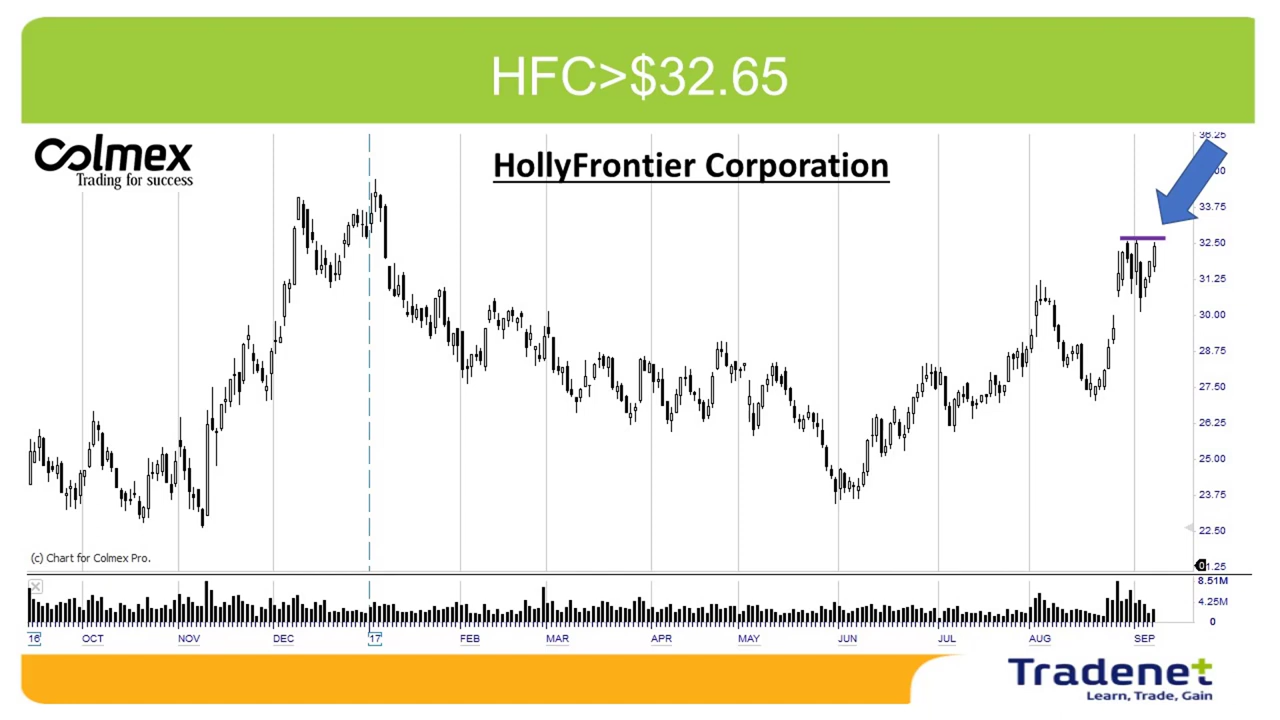 HFC>$32.65
Colmex
Trading for success
HollyFrontier Corporation
38.25
33.75
32.50
31.25
30.00
28.75
27.50
26.25
25.00
23.75
22.50
(c) Chart for Colmex Pro.
8.51M
4.25M
0
16 OCT NOV DEC 17 FEB MAR APR MAY JUN JUL AUG SEP
Tradenet
Learn, Trade, Gain